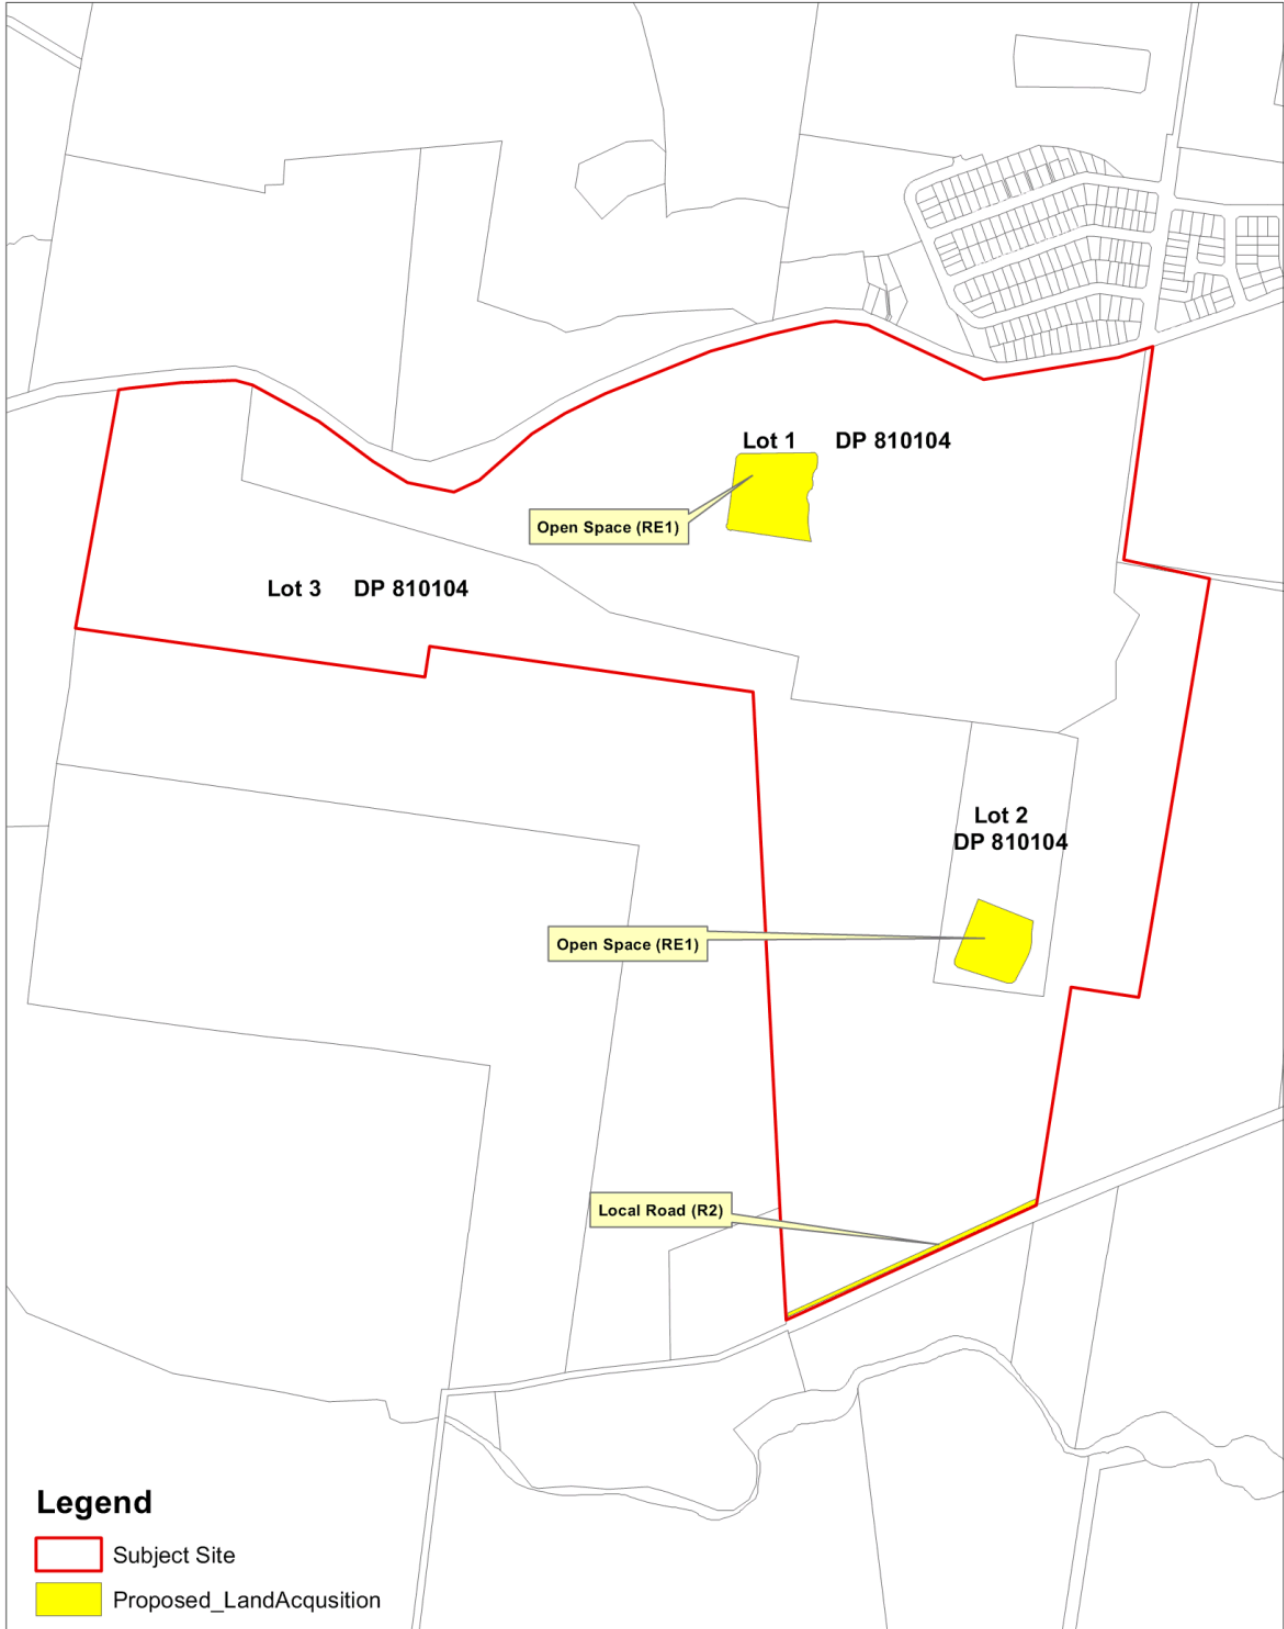 Lot 1 DP 810104
Open Space (RE1)
Lot 3 DP 810104
Lot 2
DP 810104
Open Space (RE1)
Local Road (R2)
Legend
Subject Site
Proposed_LandAcqusition